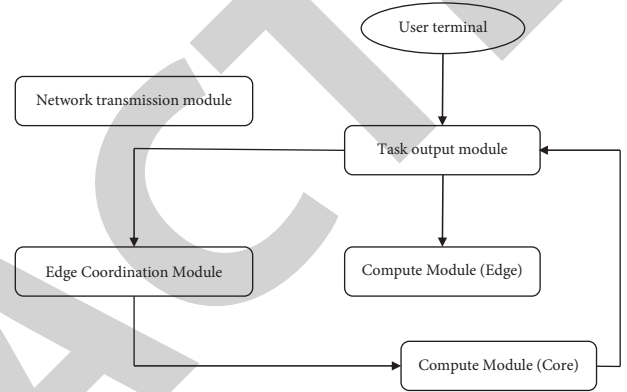 User terminal
Network transmission module
Task output module
Edge Coordination Module
Compute Module (Edge)
Compute Module (Core)